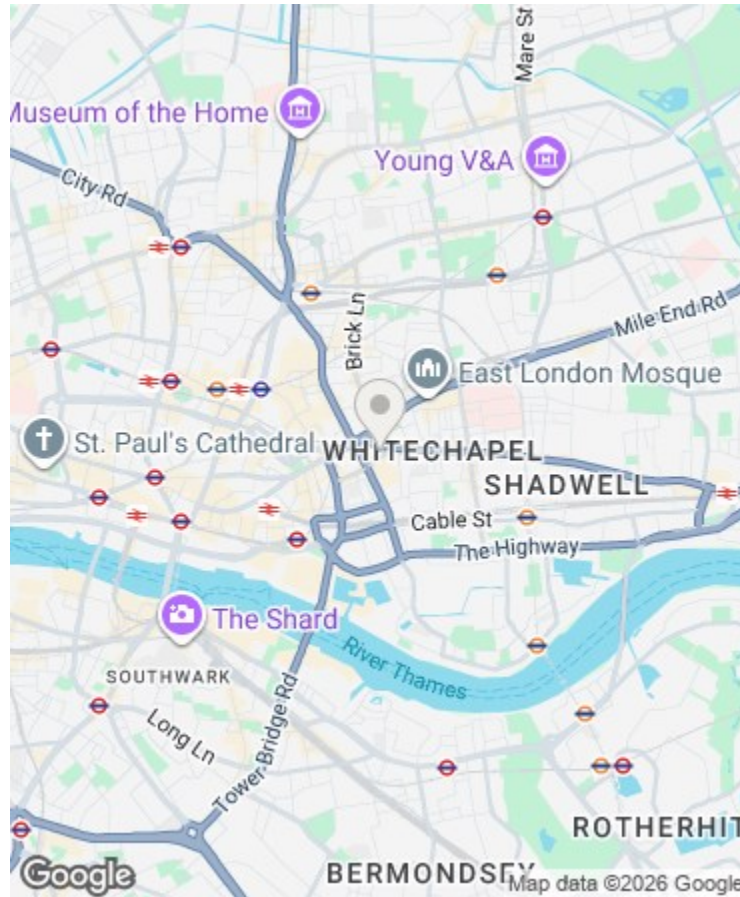 Mare St
Museum of the Home
Young V&A
City Rd
Mile End Rd
Brick Ln
East London Mosque
St. Paul's Cathedral
WHITECHAPEL
SHADWELL
Cable St
The Highway
The Shard
River Thames
SOUTHWARK
Long Ln
Tower Bridge Rd
ROTHERHIT
BERMONDSEY
Google
Map data ©2026 Google